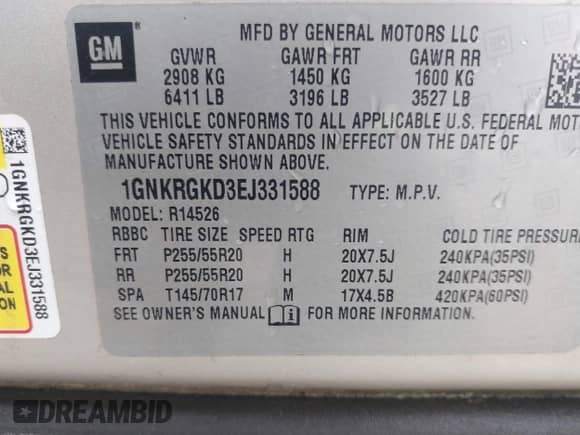 GM
MFD BY GENERAL MOTORS LLC
GVWR GAWR FRT GAWR RR
2908 KG 1450 KG 1600 KG
6411 LB 3196 LB 3527 LB
THIS VEHICLE CONFORMS TO ALL APPLICABLE U.S. FEDERAL MOT
VEHICLE SAFETY STANDARDS IN EFFECT ON THE DATE OF
MANUFACTURE SHOWN ABOVE.
1GNKRGKD3EJ331588 TYPE: M.P.V.
MODEL: R14526
RBBC TIRE SIZE SPEED RTG RIM COLD TIRE PRESSURE
FRT P255/55R20 H 20X7.5J 240KPA(35PSI)
RR P255/55R20 H 20X7.5J 240KPA(35PSI)
SPA T145/70R17 M 17X4.5B 420KPA(60PSI)
SEE OWNER'S MANUAL i FOR MORE INFORMATION.
1GNKRGKD3EJ331588
FOR
DREAMBID